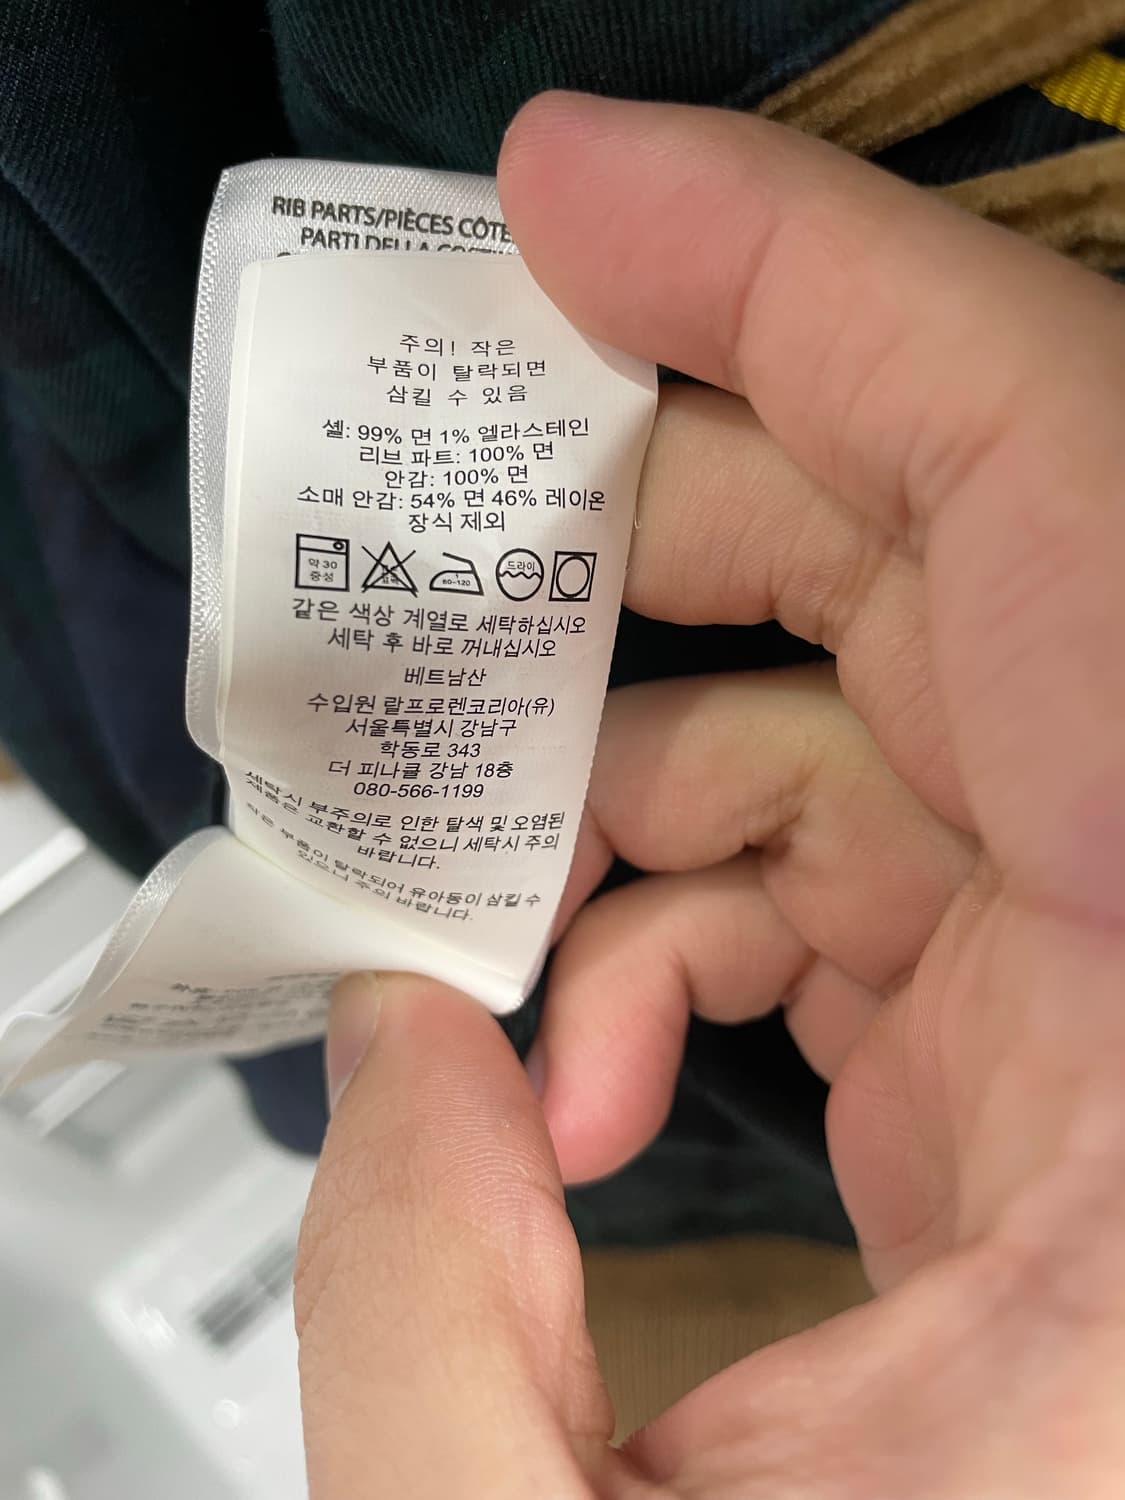 RIB PARTS/PIÈCES CÔTE
PARTI DELLA
주의! 작은
부품이 탈락되면
삼킬 수 있음
셸: 99% 면 1% 엘라스테인
리브 파트: 100% 면
안감: 100% 면
소매 안감: 54% 면 46% 레이온
장식 제외
약 30
중성
1
80-120
드라이
같은 색상 계열로 세탁하십시오
세탁 후 바로 꺼내십시오
베트남산
수입원 랄프로렌코리아(유)
서울특별시 강남구
학동로 343
더 피나클 강남 18층
080-566-1199
세탁시 부주의로 인한 탈색 및 오염된
제품은 교환할 수 없으니 세탁시 주의
바랍니다.
작은 부품이 탈락되어 유아동이 삼킬 수
있으니 주의 바랍니다.